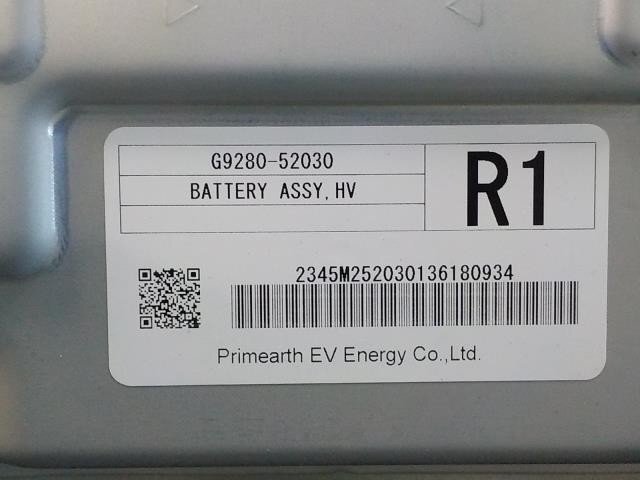 G9280-52030
BATTERY ASSY, HV
R1
2345M252030136180934
Primearth EV Energy Co.,Ltd.